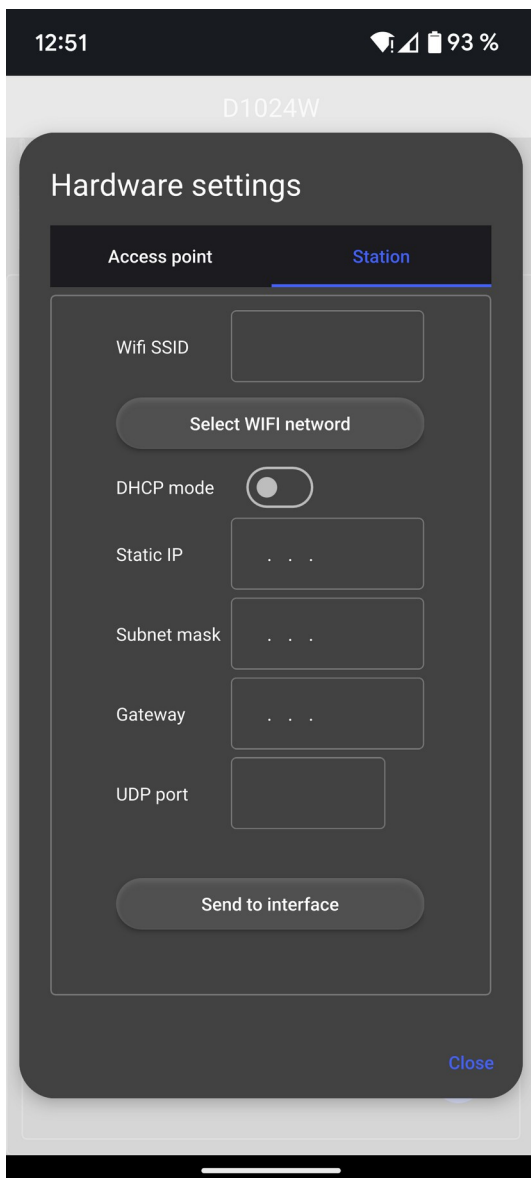 12:51
93 %
D1024W
Hardware settings
Access point
Station
Wifi SSID
Select WIFI netword
DHCP mode
Static IP
. . .
Subnet mask
. . .
Gateway
. . .
UDP port
Send to interface
Close